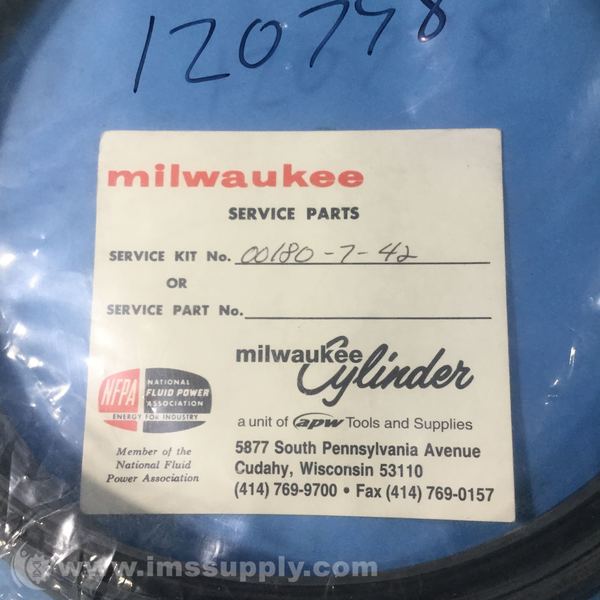 120798
milwaukee
SERVICE PARTS
SERVICE KIT No. 00180-7-42
OR
SERVICE PART No.
milwaukee Cylinder
NFPA NATIONAL FLUID POWER ASSOCIATION
ENERGY FOR INDUSTRY
a unit of apw Tools and Supplies
Member of the
National Fluid
Power Association
5877 South Pennsylvania Avenue
Cudahy, Wisconsin 53110
(414) 769-9700 • Fax (414) 769-0157
www.imssupply.com